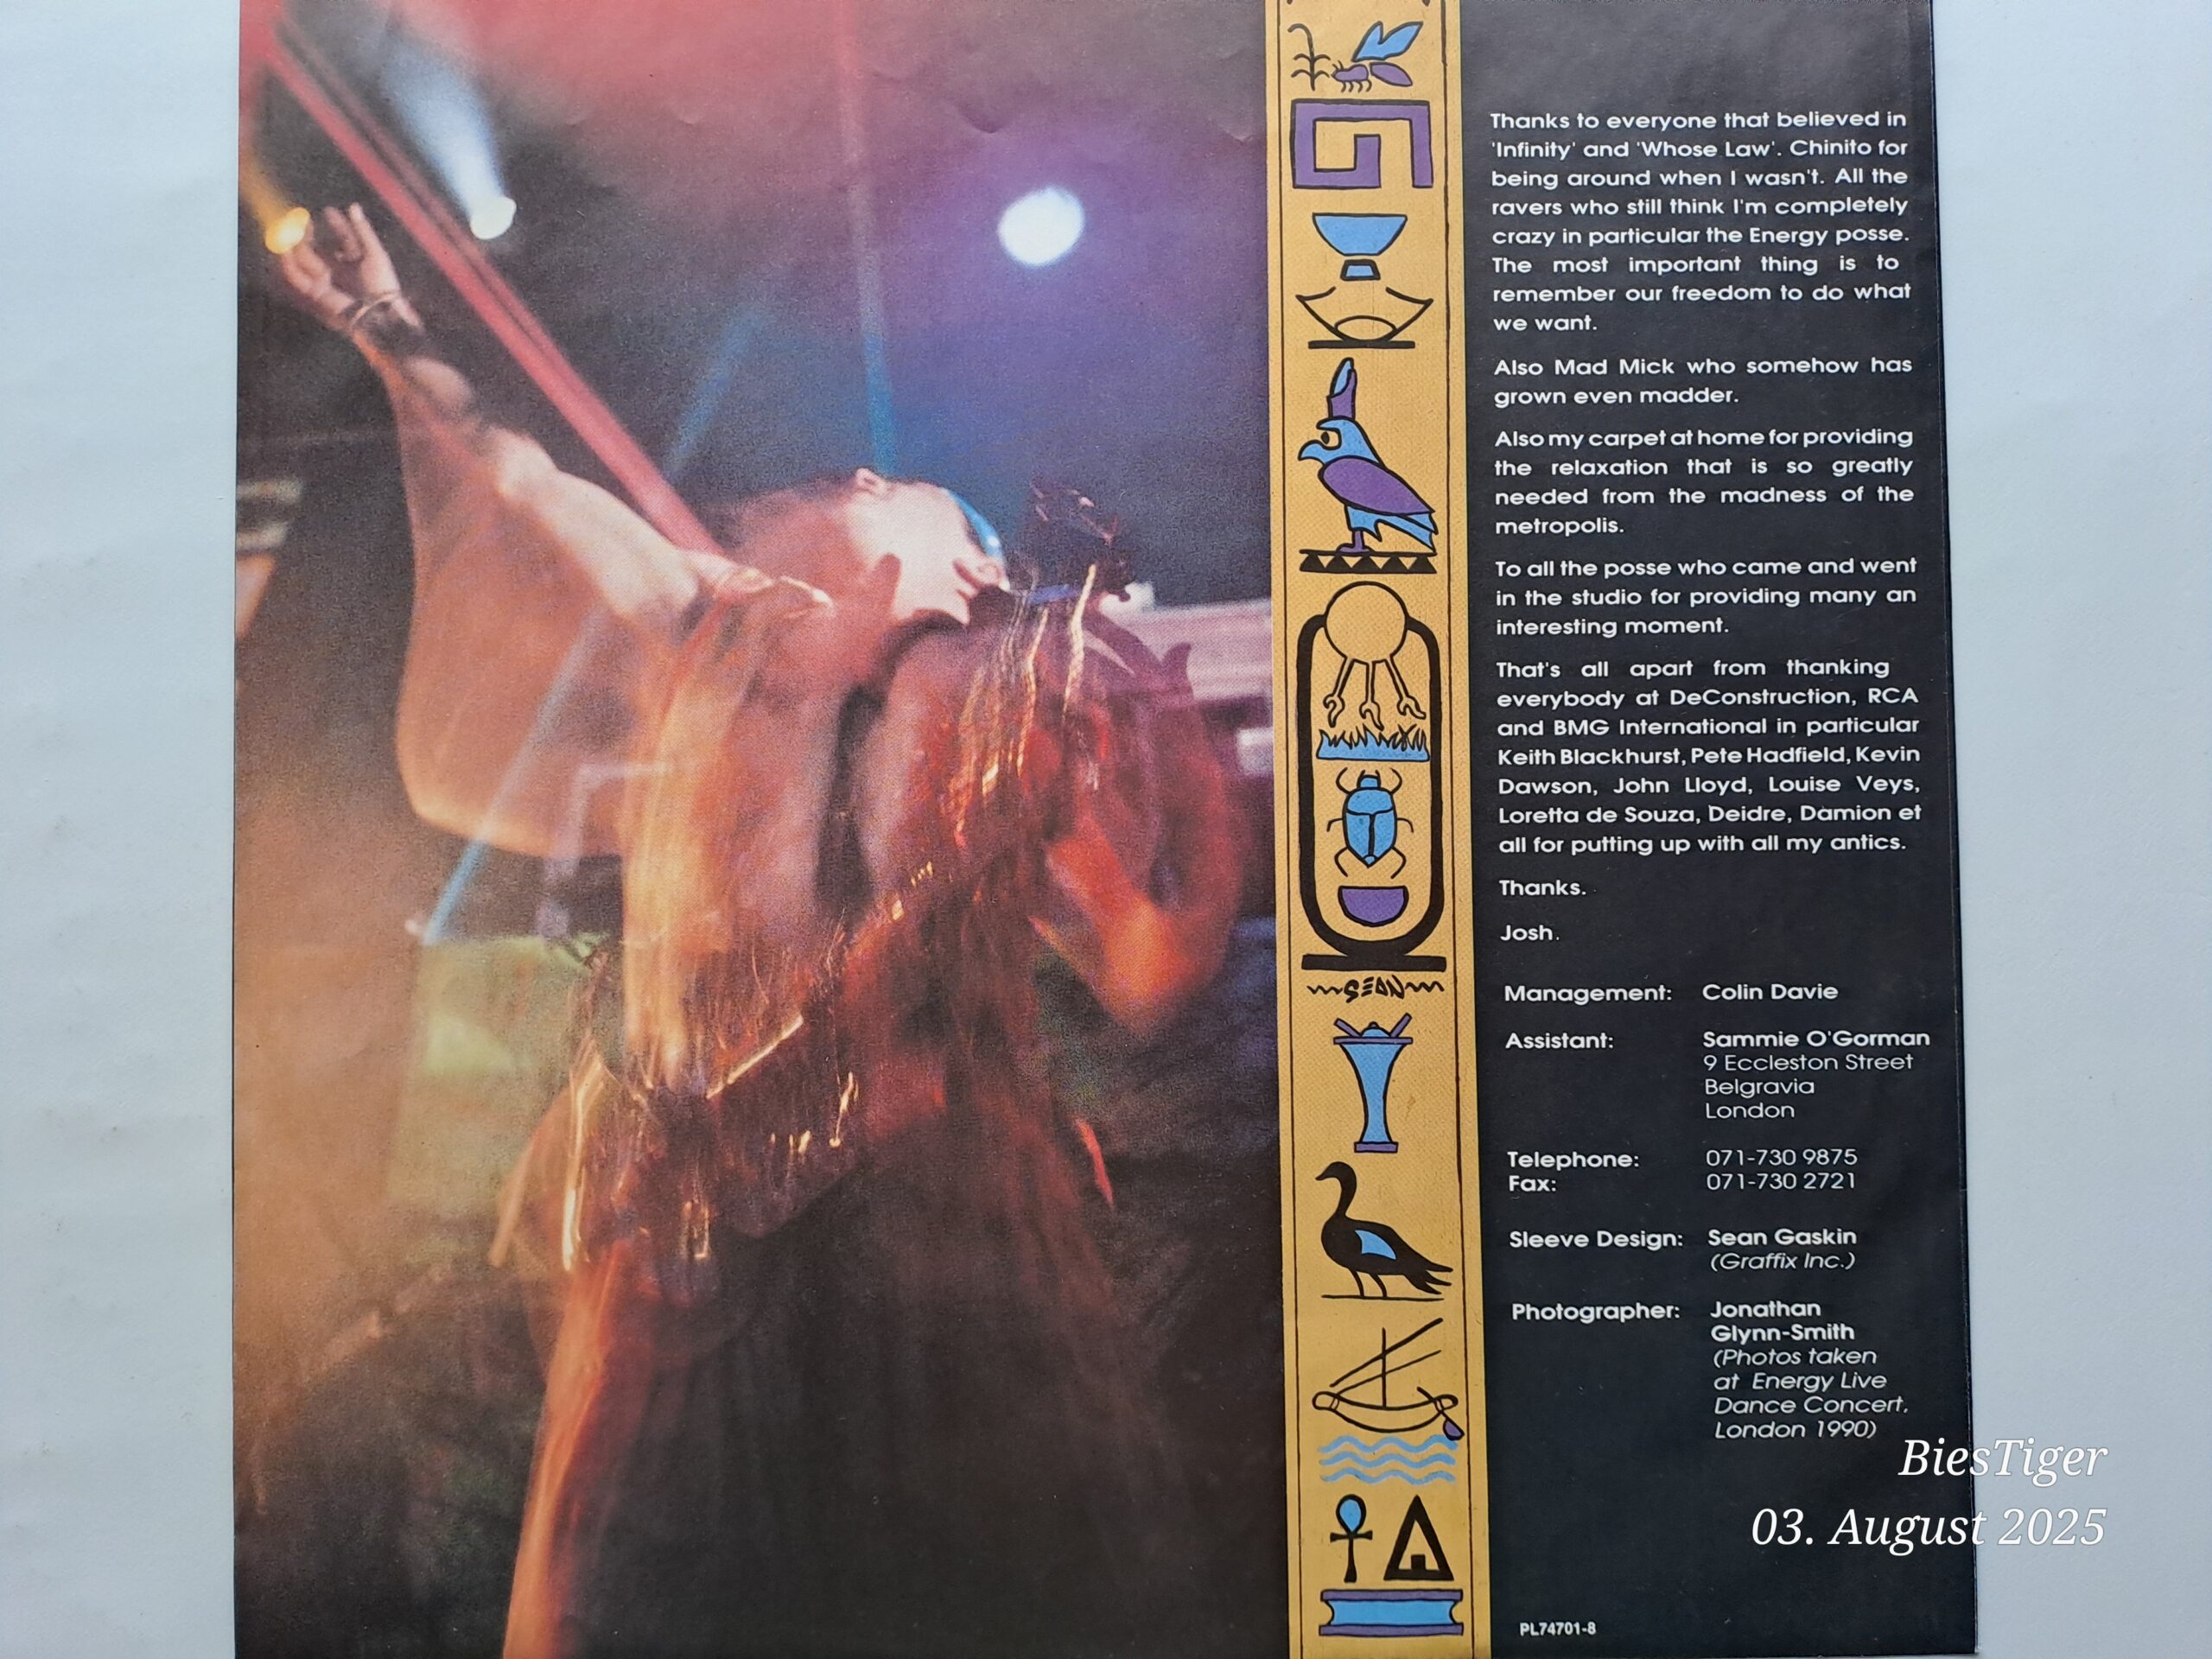 Thanks to everyone that believed in
'Infinity' and 'Whose Law'. Chinito for
being around when I wasn't. All the
ravers who still think I'm completely
crazy in particular the Energy posse.
The most important thing is to
remember our freedom to do what
we want.
Also Mad Mick who somehow has
grown even madder.
Also my carpet at home for providing
the relaxation that is so greatly
needed from the madness of the
metropolis.
To all the posse who came and went
in the studio for providing many an
interesting moment.
That's all apart from thanking
everybody at DeConstruction, RCA
and BMG International in particular
Keith Blackhurst, Pete Hadfield, Kevin
Dawson, John Lloyd, Louise Veys,
Loretta de Souza, Deidre, Damion et
all for putting up with all my antics.
Thanks.
Josh.
SEAN
Management: Colin Davie
Assistant: Sammie O'Gorman
9 Eccleston Street
Belgravia
London
Telephone: 071-730 9875
Fax: 071-730 2721
Sleeve Design: Sean Gaskin
(Graffix Inc.)
Photographer: Jonathan
Glynn-Smith
(Photos taken
at Energy Live
Dance Concert,
London 1990)
PL74701-8
BiesTiger
03. August 2025